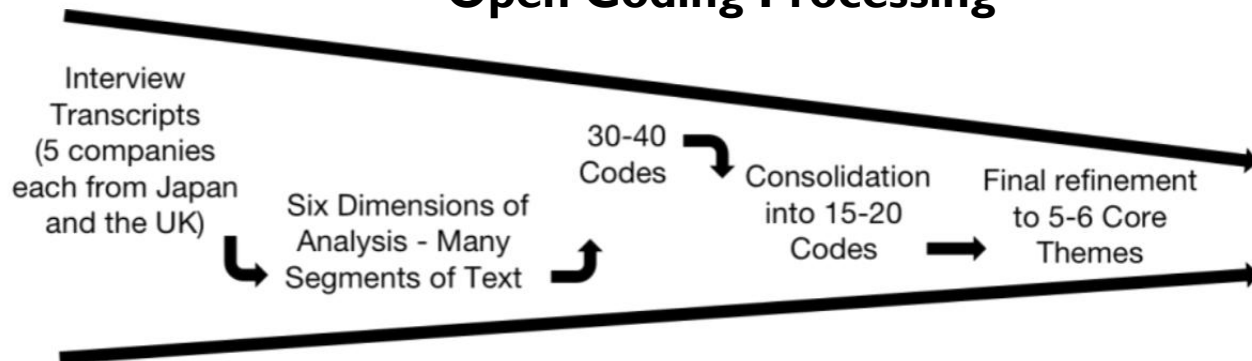 Open Coding Processing
Interview
Transcripts
(5 companies
each from Japan
and the UK)
Six Dimensions of
Analysis - Many
Segments of Text
30-40
Codes
Consolidation
into 15-20
Codes
Final refinement
to 5-6 Core
Themes